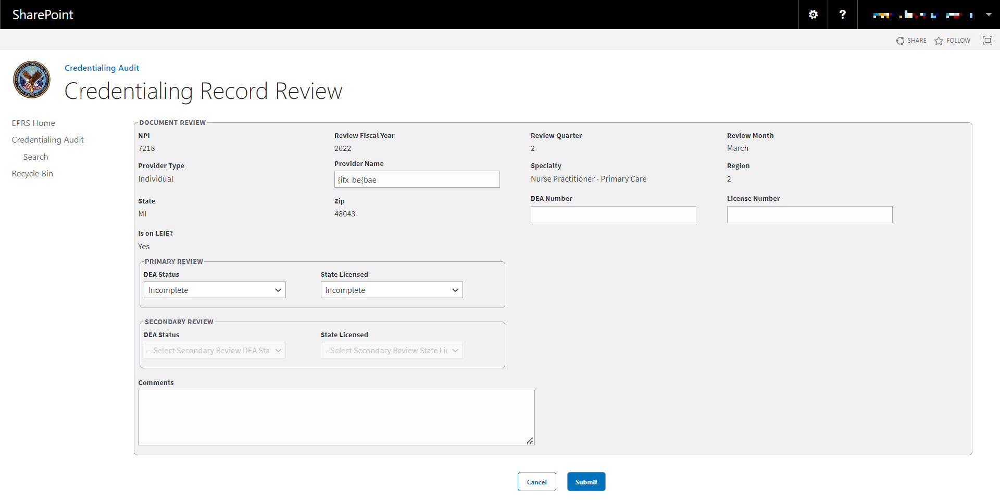 SharePoint
?
SHARE
FOLLOW
Credentialing Audit
Credentialing Record Review
EPRS Home
Credentialing Audit
Search
Recycle Bin
DOCUMENT REVIEW
NPI
Review Fiscal Year
Review Quarter
Review Month
7218
2022
2
March
Provider Type
Provider Name
Specialty
Region
Individual
{ifx be{bae
Nurse Practitioner - Primary Care
2
State
Zip
DEA Number
License Number
MI
48043
Is on LEIE?
Yes
PRIMARY REVIEW
DEA Status
State Licensed
Incomplete
Incomplete
SECONDARY REVIEW
DEA Status
State Licensed
--Select Secondary Review DEA Sta
--Select Secondary Review State Lic
Comments
Cancel
Submit